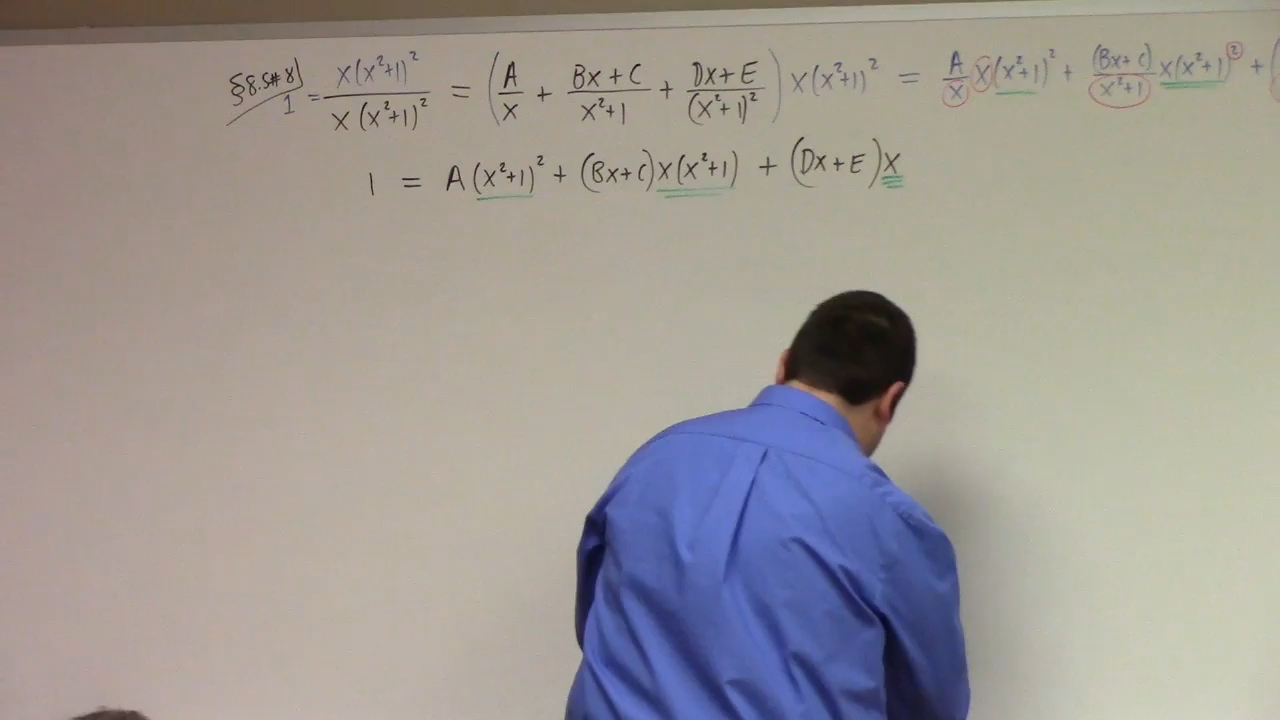 §8.5#8) 1 = x(x²+1)² / x(x²+1)² = (A/x + Bx+C/x²+1 + Dx+E/(x²+1)²) x(x²+1)² = A/x x(x²+1)² + (Bx+C)/x²+1 x(x²+1)² +
1 = A(x²+1)² + (Bx+C)x(x²+1) + (Dx+E)x